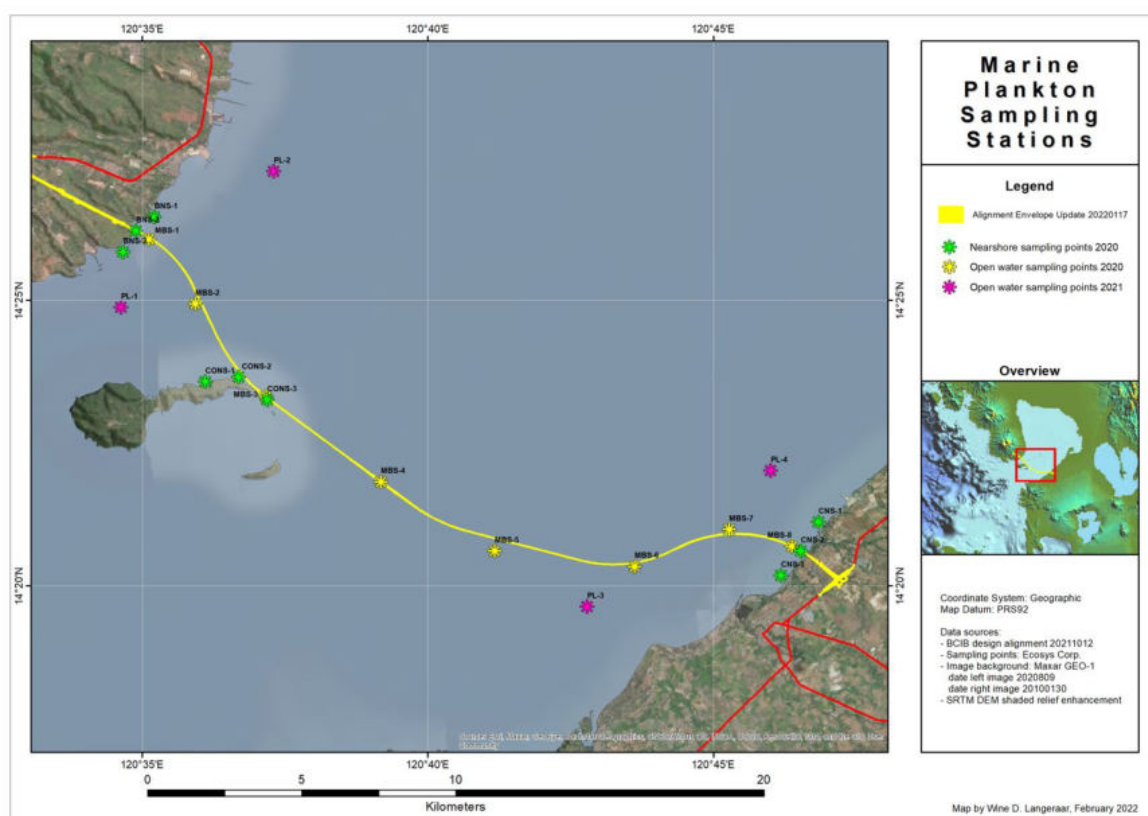 120°35'E
120°40'E
120°45'E
Marine
Plankton
Sampling
Stations
Legend
Alignment Envelope Update 20220117
Nearshore sampling points 2020
Open water sampling points 2020
Open water sampling points 2021
PL-2
BNS-1
BNS-2
MBS-1
BNS-3
PL-1
MBS-2
14°25'N
14°25'N
CONS-1
CONS-2
MBS-3
CONS-3
Overview
MBS-4
PL-4
CNS-1
MBS-7
MBS-8
CNS-2
MBS-5
MBS-6
CNS-3
14°20'N
14°20'N
PL-3
Coordinate System: Geographic
Map Datum: PRS92
Data sources:
- BCIB design alignment 20211012
- Sampling points: Ecosys Corp.
- Image background: Maxar GEO-1
date left image 2020809
date right image 20100130
- SRTM DEM shaded relief enhancement
Community
120°35'E
120°40'E
120°45'E
0
5
10
20
Kilometers
Map by Wine D. Langeraar, February 2022